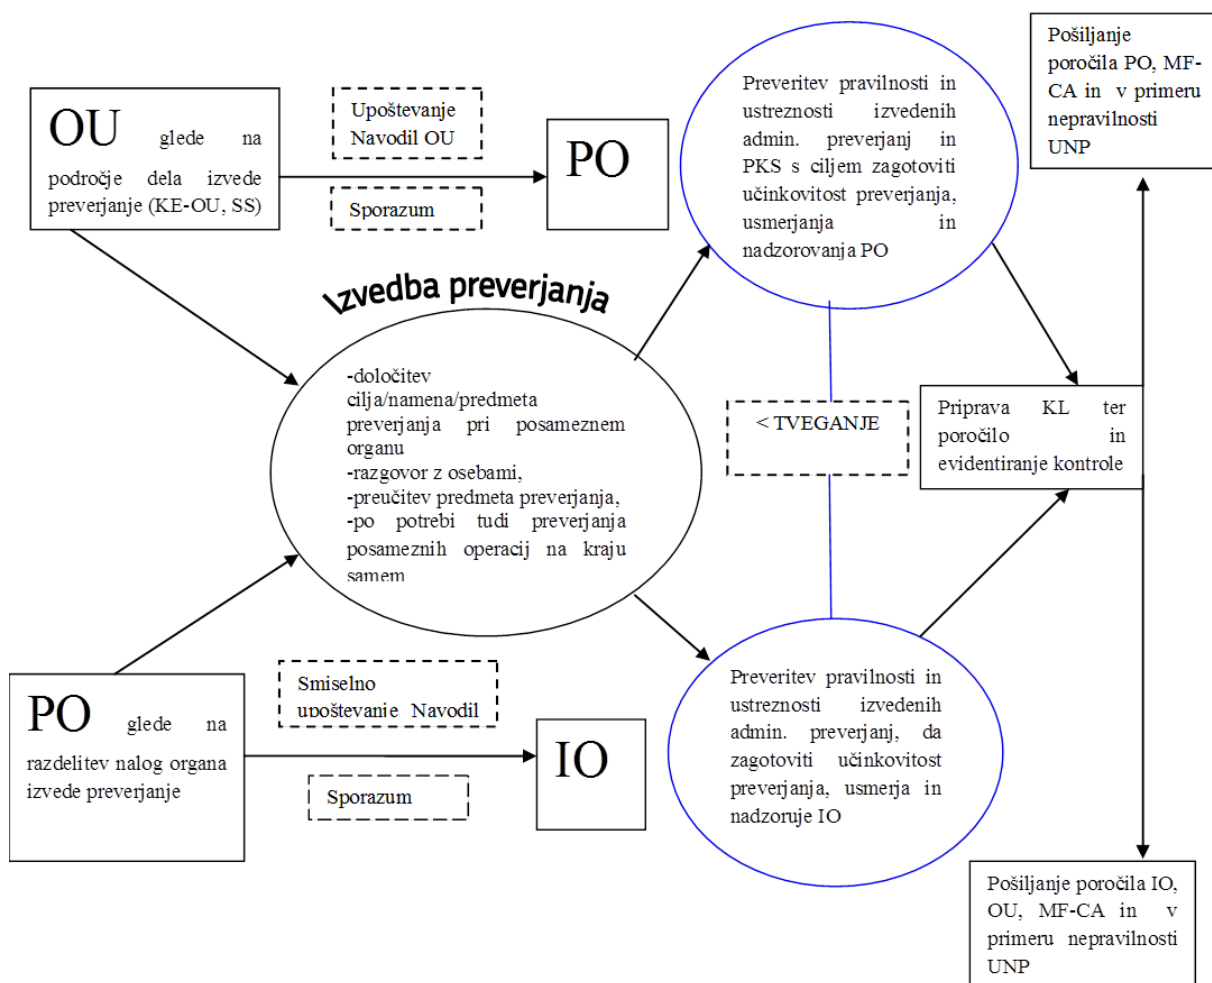 OU glede na
področje dela izvede
preverjanje (KE-OU, SS)
Upoštevanje
Navodil OU
Sporazum
PO
Preveritev pravilnosti in
ustreznosti izvedenih
admin. preverjanj in
PKS s ciljem zagotoviti
učinkovitost preverjanja,
usmerjanja in
nadzorovanja PO
Pošiljanje
poročila PO, MF-
CA in v primeru
nepravilnosti
UNP
Izvedba preverjanja
-določitev
cilja/namena/predmeta
preverjanja pri posameznem
organu
-razgovor z osebami,
-preučitev predmeta preverjanja,
-po potrebi tudi preverjanja
posameznih operacij na kraju
samem
< TVEGANJE
Priprava KL ter
poročilo in
evidentiranje kontrole
PO glede na
razdelitev nalog organa
izvede preverjanje
Smiselno
upoštevanje Navodil
Sporazum
IO
Preveritev pravilnosti in
ustreznosti izvedenih
admin. preverjanj, da
zagotoviti učinkovitost
preverjanja, usmerja in
nadzoruje IO
Pošiljanje poročila IO,
OU, MF-CA in v
primeru nepravilnosti
UNP